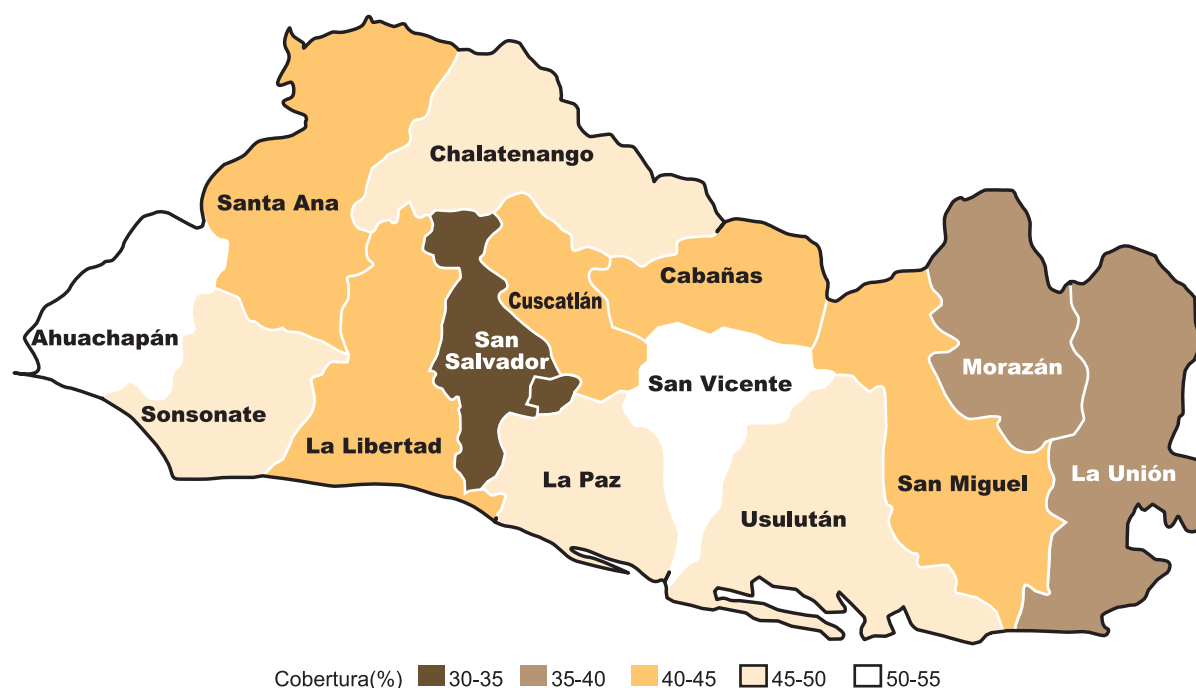 Chalatenango
Santa Ana
Cabañas
Cuscatlán
Ahuachapán
San
Salvador
Morazán
San Vicente
Sonsonate
La Libertad
La Paz
San Miguel
La Unión
Usulután
Cobertura(%) 30-35 35-40 40-45 45-50 50-55